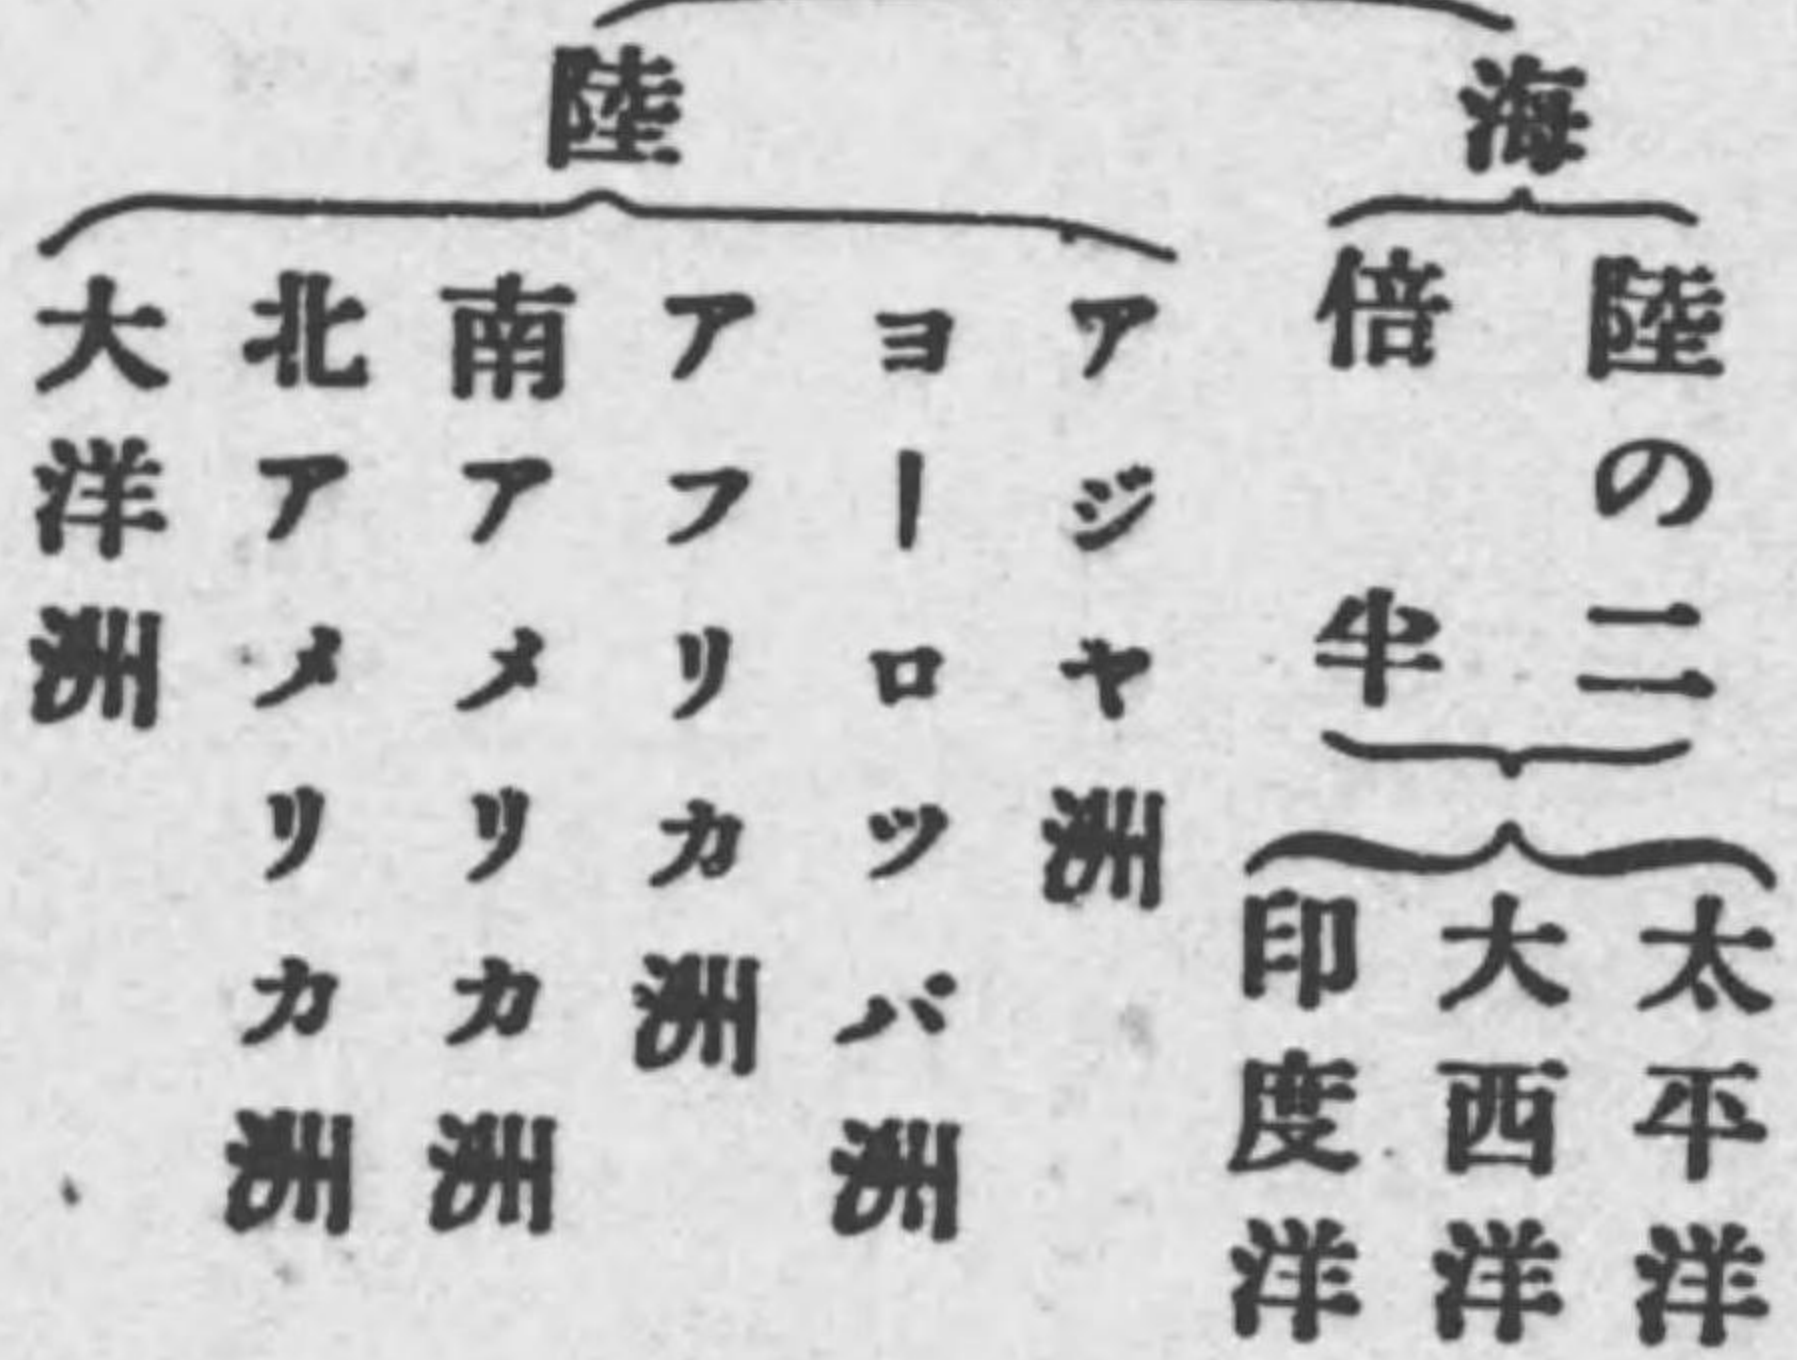 海
陸の二
倍半
太平洋
大西洋
印度洋
陸
アジヤ洲
ヨーロツバ洲
アフリカ洲
南アメリカ洲
北アメリカ洲
大洋洲